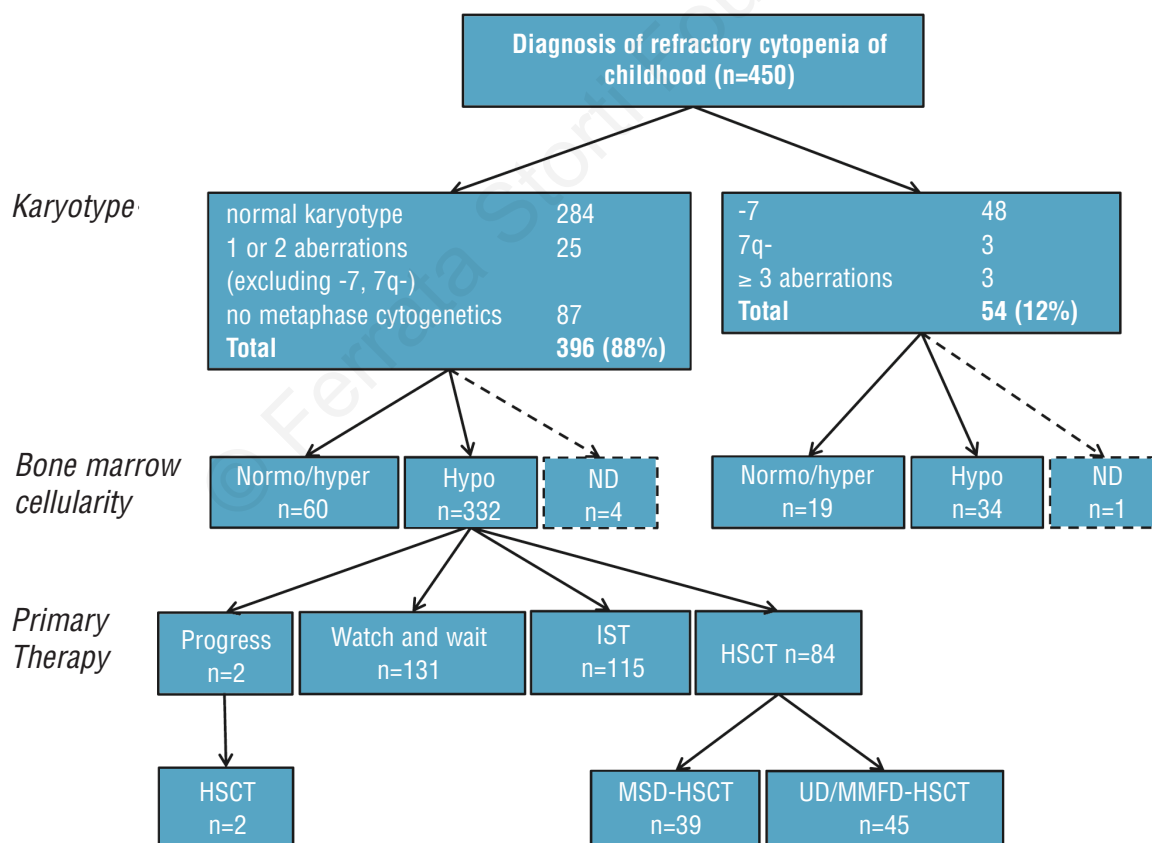 Diagnosis of refractory cytopenia of
childhood (n=450)
Karyotype
normal karyotype 284
1 or 2 aberrations 25
(excluding -7, 7q-)
no metaphase cytogenetics 87
Total 396 (88%)
-7 48
7q- 3
≥ 3 aberrations 3
Total 54 (12%)
Bone marrow
cellularity
Normo/hyper
n=60
Hypo
n=332
ND
n=4
Normo/hyper
n=19
Hypo
n=34
ND
n=1
Primary
Therapy
Progress
n=2
Watch and wait
n=131
IST
n=115
HSCT n=84
HSCT
n=2
MSD-HSCT
n=39
UD/MMFD-HSCT
n=45
© Ferrata Storti Fou